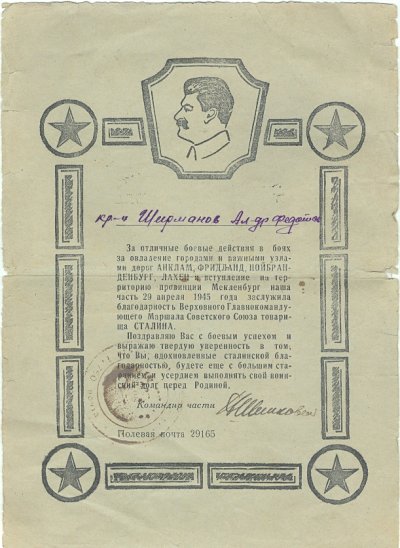 кр-ц Ширманов Ал-др Федотов
За отличные боевые действия в боях
за овладение городами и важными узла-
ми дорог АНКЛАМ, ФРИДЛАНД, НОЙБРАН-
ДЕНБУРГ, ЛАХЕН и вступление на тер-
риторию провинции Мекленбург наша
часть 29 апреля 1945 года заслужила
благодарность Верховного Главнокоманду-
ющего Маршала Советского Союза товари-
ща СТАЛИНА.
Поздравляю Вас с боевым успехом и
выражаю твердую уверенность в том,
что Вы, вдохновленные сталинской бла-
годарностью, будете еще с большим ста-
ранием и усердием выполнять свой воин-
ский долг перед Родиной.
Командир части
Полевая почта 29165